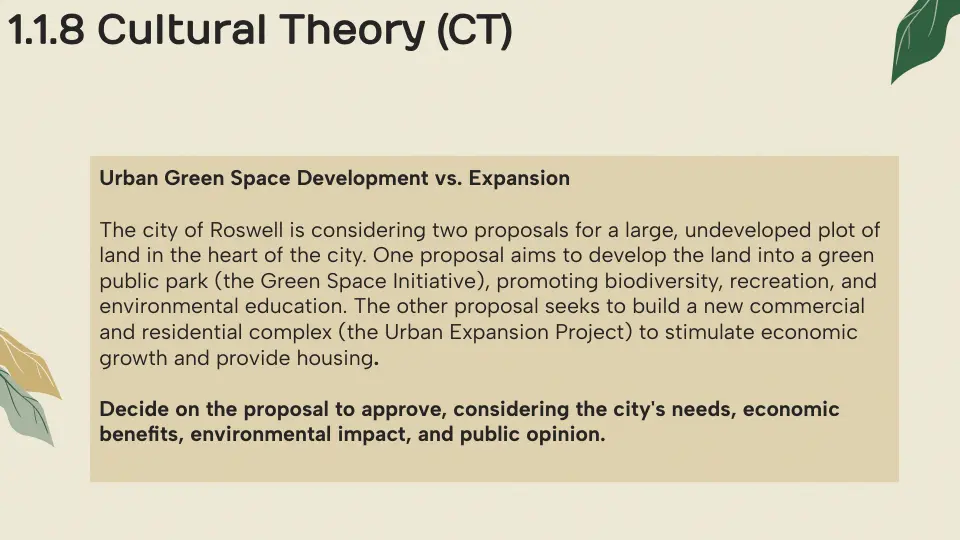 1.1.8 Cultural Theory (CT)
Urban Green Space Development vs. Expansion
The city of Roswell is considering two proposals for a large, undeveloped plot of
land in the heart of the city. One proposal aims to develop the land into a green
public park (the Green Space Initiative), promoting biodiversity, recreation, and
environmental education. The other proposal seeks to build a new commercial
and residential complex (the Urban Expansion Project) to stimulate economic
growth and provide housing.
Decide on the proposal to approve, considering the city's needs, economic
benefits, environmental impact, and public opinion.